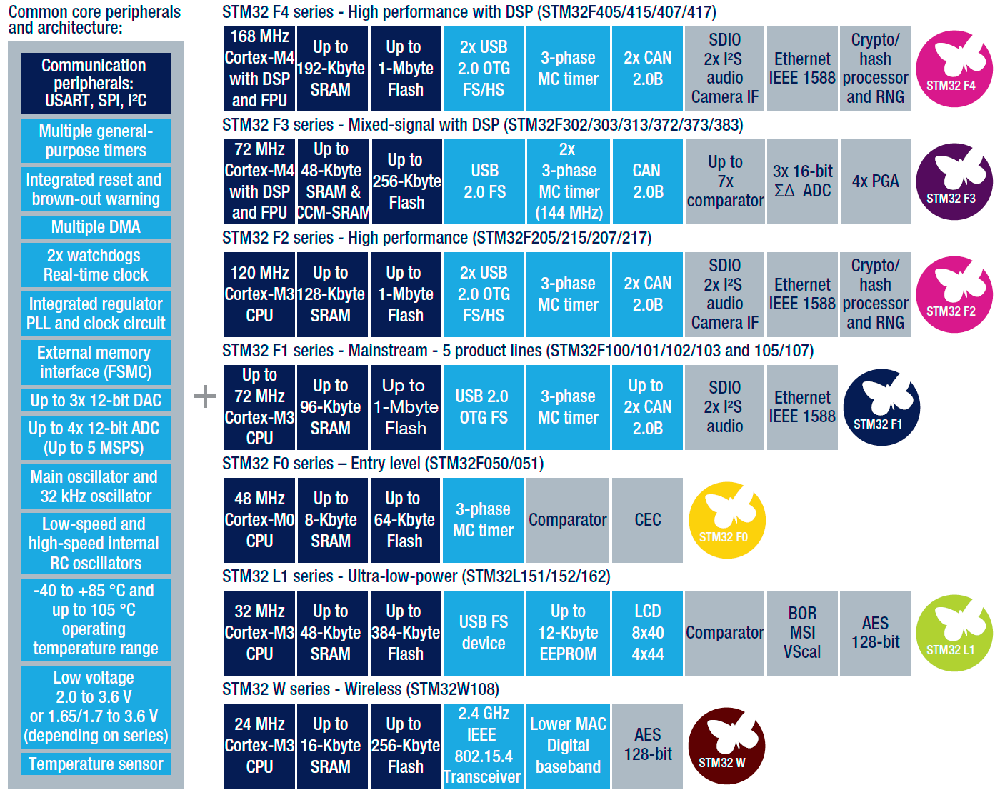 Common core peripherals
and architecture:
Communication
peripherals:
USART, SPI, I²C
Multiple general-
purpose timers
Integrated reset and
brown-out warning
Multiple DMA
2x watchdogs
Real-time clock
Integrated regulator
PLL and clock circuit
External memory
interface (FSMC)
Up to 3x 12-bit DAC
Up to 4x 12-bit ADC
(Up to 5 MSPS)
Main oscillator and
32 kHz oscillator
Low-speed and
high-speed internal
RC oscillators
-40 to +85 °C and
up to 105 °C
operating
temperature range
Low voltage
2.0 to 3.6 V
or 1.65/1.7 to 3.6 V
(depending on series)
Temperature sensor
+
STM32 F4 series - High performance with DSP (STM32F405/415/407/417)
168 MHz
Cortex-M4
with DSP
and FPU
Up to
192-Kbyte
SRAM
Up to
1-Mbyte
Flash
2x USB
2.0 OTG
FS/HS
3-phase
MC timer
2x CAN
2.0B
SDIO
2x I²S
audio
Camera IF
Ethernet
IEEE 1588
Crypto/
hash
processor
and RNG
STM32 F4
STM32 F3 series - Mixed-signal with DSP (STM32F302/303/313/372/373/383)
72 MHz
Cortex-M4
with DSP
and FPU
Up to
48-Kbyte
SRAM &
CCM-SRAM
Up to
256-Kbyte
Flash
USB
2.0 FS
2x
3-phase
MC timer
(144 MHz)
CAN
2.0B
Up to
7x
comparator
3x 16-bit
ΣΔ ADC
4x PGA
STM32 F3
STM32 F2 series - High performance (STM32F205/215/207/217)
120 MHz
Cortex-M3
CPU
Up to
128-Kbyte
SRAM
Up to
1-Mbyte
Flash
2x USB
2.0 OTG
FS/HS
3-phase
MC timer
2x CAN
2.0B
SDIO
2x I²S
audio
Camera IF
Ethernet
IEEE 1588
Crypto/
hash
processor
and RNG
STM32 F2
STM32 F1 series - Mainstream - 5 product lines (STM32F100/101/102/103 and 105/107)
Up to
72 MHz
Cortex-M3
CPU
Up to
96-Kbyte
SRAM
Up to
1-Mbyte
Flash
USB 2.0
OTG FS
3-phase
MC timer
Up to
2x CAN
2.0B
SDIO
2x I²S
audio
Ethernet
IEEE 1588
STM32 F1
STM32 F0 series – Entry level (STM32F050/051)
48 MHz
Cortex-M0
CPU
Up to
8-Kbyte
SRAM
Up to
64-Kbyte
Flash
3-phase
MC timer
Comparator
CEC
STM32 F0
STM32 L1 series - Ultra-low-power (STM32L151/152/162)
32 MHz
Cortex-M3
CPU
Up to
48-Kbyte
SRAM
Up to
384-Kbyte
Flash
USB FS
device
Up to
12-Kbyte
EEPROM
LCD
8x40
4x44
Comparator
BOR
MSI
VScal
AES
128-bit
STM32 L1
STM32 W series - Wireless (STM32W108)
24 MHz
Cortex-M3
CPU
Up to
16-Kbyte
SRAM
Up to
256-Kbyte
Flash
2.4 GHz
IEEE
802.15.4
Transceiver
Lower MAC
Digital
baseband
AES
128-bit
STM32 W